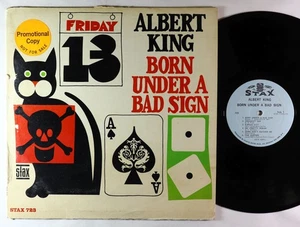 Promotional
Copy
NOT FOR SALE
FRIDAY
13
ALBERT
KING
BORN
UNDER A
BAD SIGN
A
A
stax
STAX 723
STAX
ALBERT KING
BORN UNDER A BAD SIGN